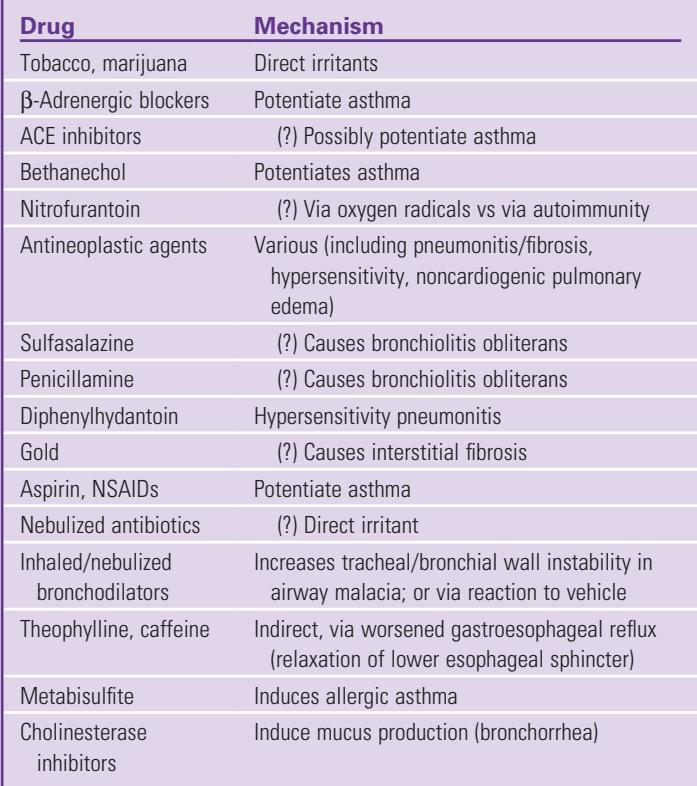 Drug Mechanism
Tobacco, marijuana Direct irritants
β-Adrenergic blockers Potentiate asthma
ACE inhibitors (?) Possibly potentiate asthma
Bethanechol Potentiates asthma
Nitrofurantoin (?) Via oxygen radicals vs via autoimmunity
Antineoplastic agents Various (including pneumonitis/fibrosis,
hypersensitivity, noncardiogenic pulmonary
edema)
Sulfasalazine (?) Causes bronchiolitis obliterans
Penicillamine (?) Causes bronchiolitis obliterans
Diphenylhydantoin Hypersensitivity pneumonitis
Gold (?) Causes interstitial fibrosis
Aspirin, NSAIDs Potentiate asthma
Nebulized antibiotics (?) Direct irritant
Inhaled/nebulized Increases tracheal/bronchial wall instability in
bronchodilators airway malacia; or via reaction to vehicle
Theophylline, caffeine Indirect, via worsened gastroesophageal reflux
(relaxation of lower esophageal sphincter)
Metabisulfite Induces allergic asthma
Cholinesterase Induce mucus production (bronchorrhea)
inhibitors